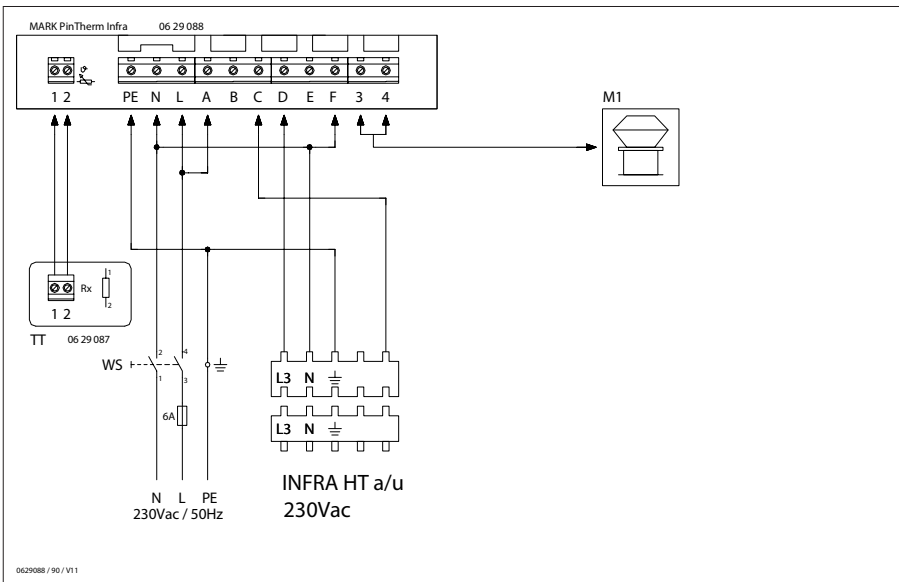 MARK PinTherm Infra 06 29 088
1 2 PE N L A B C D E F 3 4
M1
Rx 1
2
1 2
TT 06 29 087
WS 2 4
1 3
6A
L3 N
L3 N
N L PE
230Vac / 50Hz
INFRA HT a/u
230Vac
0629088 / 90 / V11